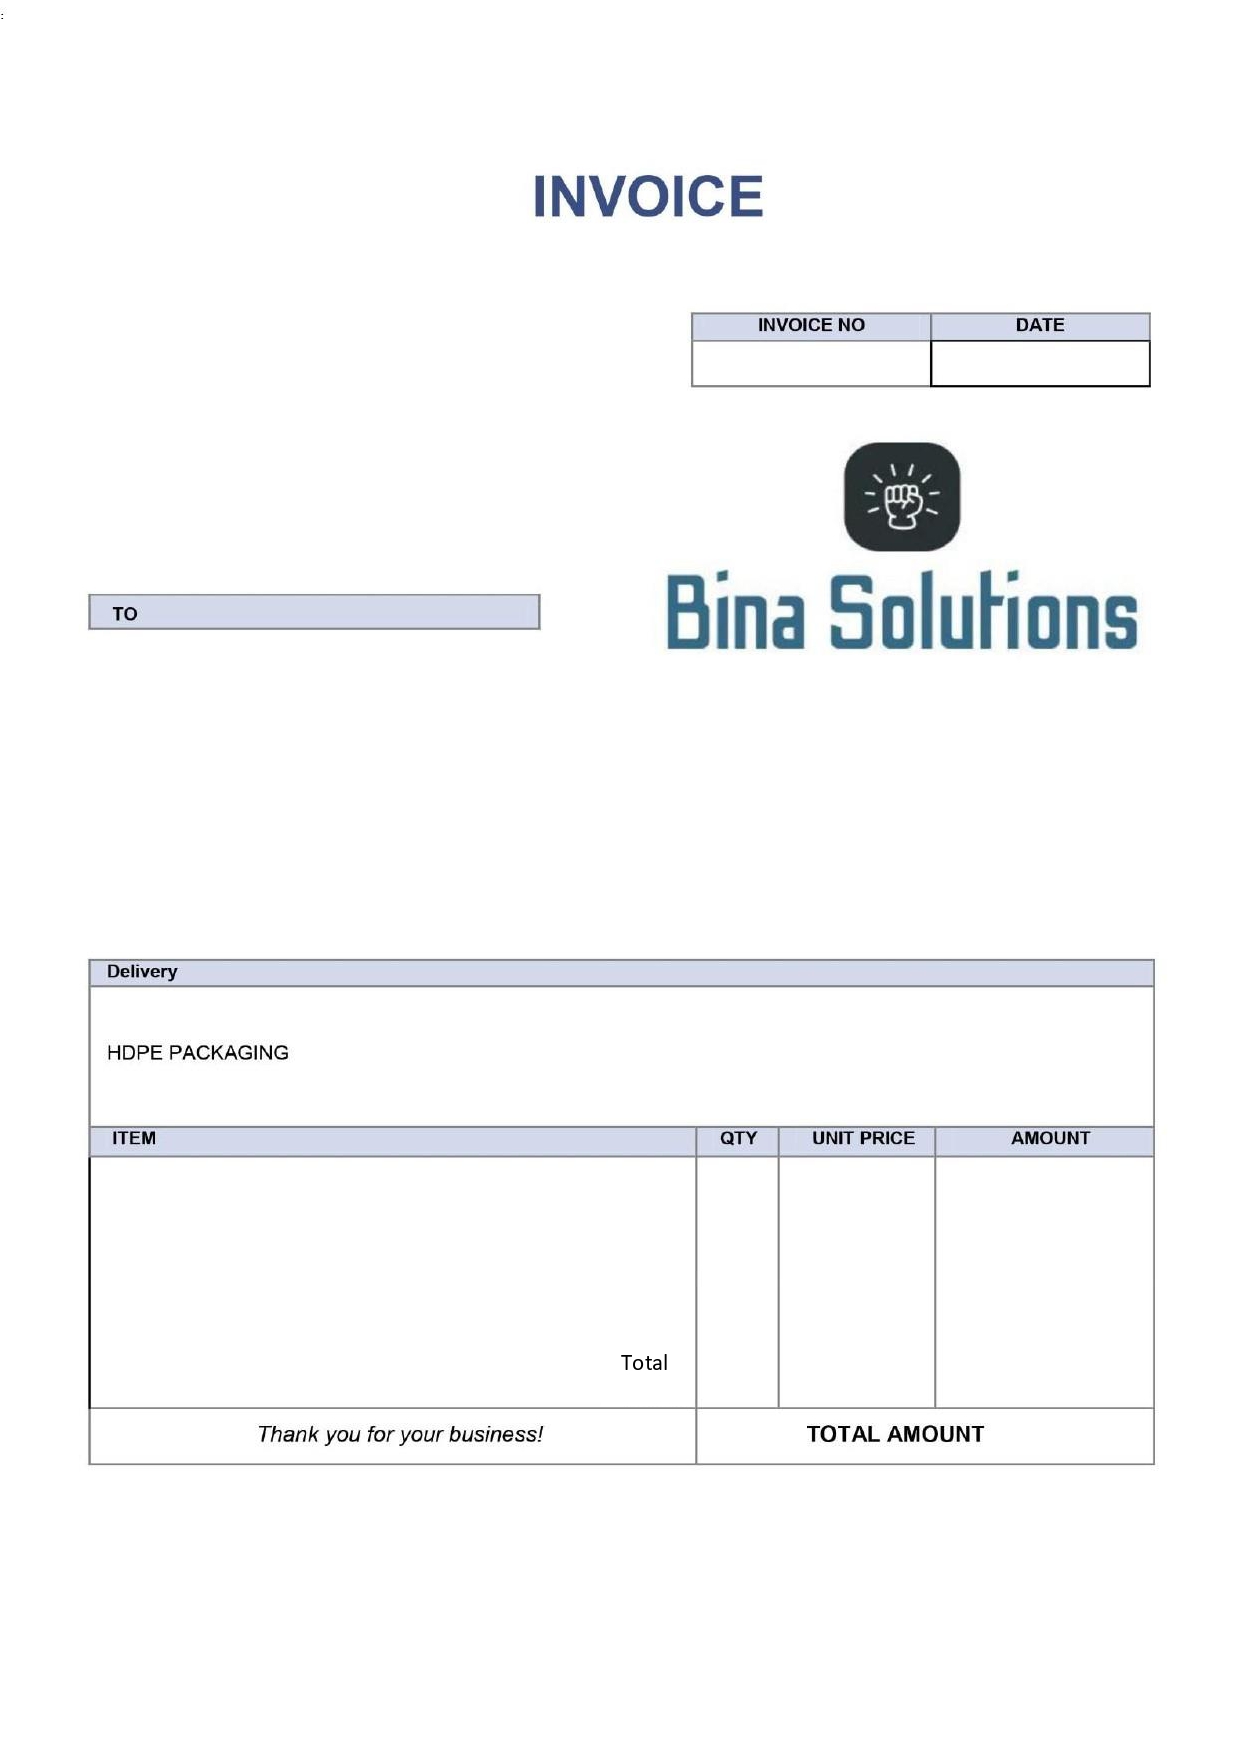 :
INVOICE
INVOICE NO DATE
Bina Solutions
TO
Delivery
HDPE PACKAGING
ITEM QTY UNIT PRICE AMOUNT
Total
Thank you for your business! TOTAL AMOUNT